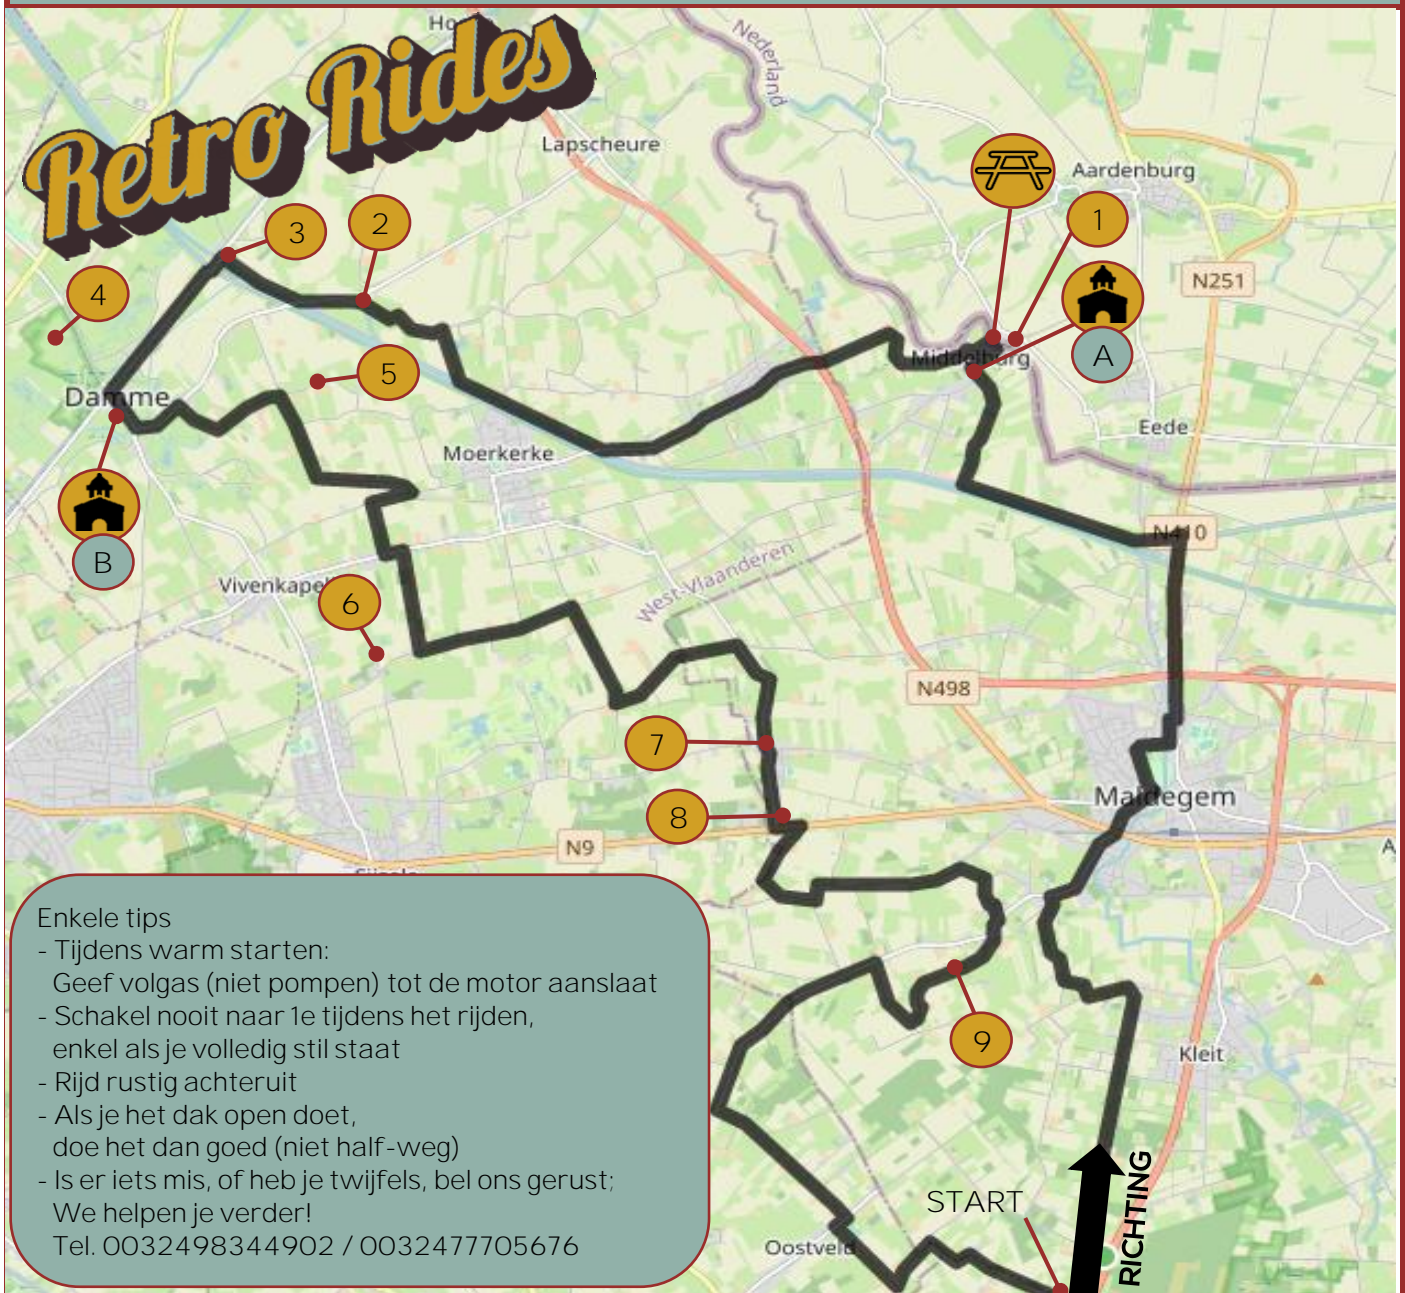 Retro Rides
Nederland
Lapscheure
Aardenburg
1
2
3
N251
4
A
Middelburg
5
Damme
Eede
Moerkerke
N410
B
West-Vlaanderen
Vivenkapel
6
N498
7
Maldegem
8
N9
9
Kleit
Enkele tips
- Tijdens warm starten:
Geef volgas (niet pompen) tot de motor aanslaat
- Schakel nooit naar 1e tijdens het rijden,
enkel als je volledig stil staat
- Rijd rustig achteruit
- Als je het dak open doet,
doe het dan goed (niet half-weg)
- Is er iets mis, of heb je twijfels, bel ons gerust;
We helpen je verder!
Tel. 0032498344902 / 0032477705676
START
RICHTING
Oostveld